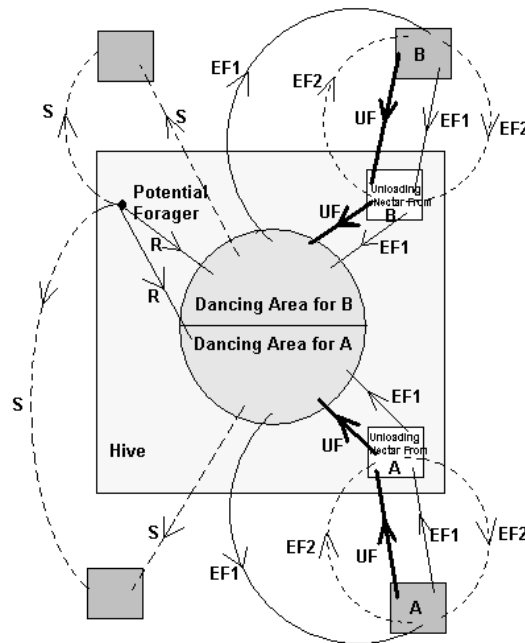 B
EF1
EF2
S
S
UF
EF1
EF2
Potential
Forager
Unloading
Nectar From
B
UF
R
EF1
R
Dancing Area for B
Dancing Area for A
S
EF1
Unloading
Nectar From
A
UF
Hive
S
EF1
EF2
EF2
UF
EF1
A